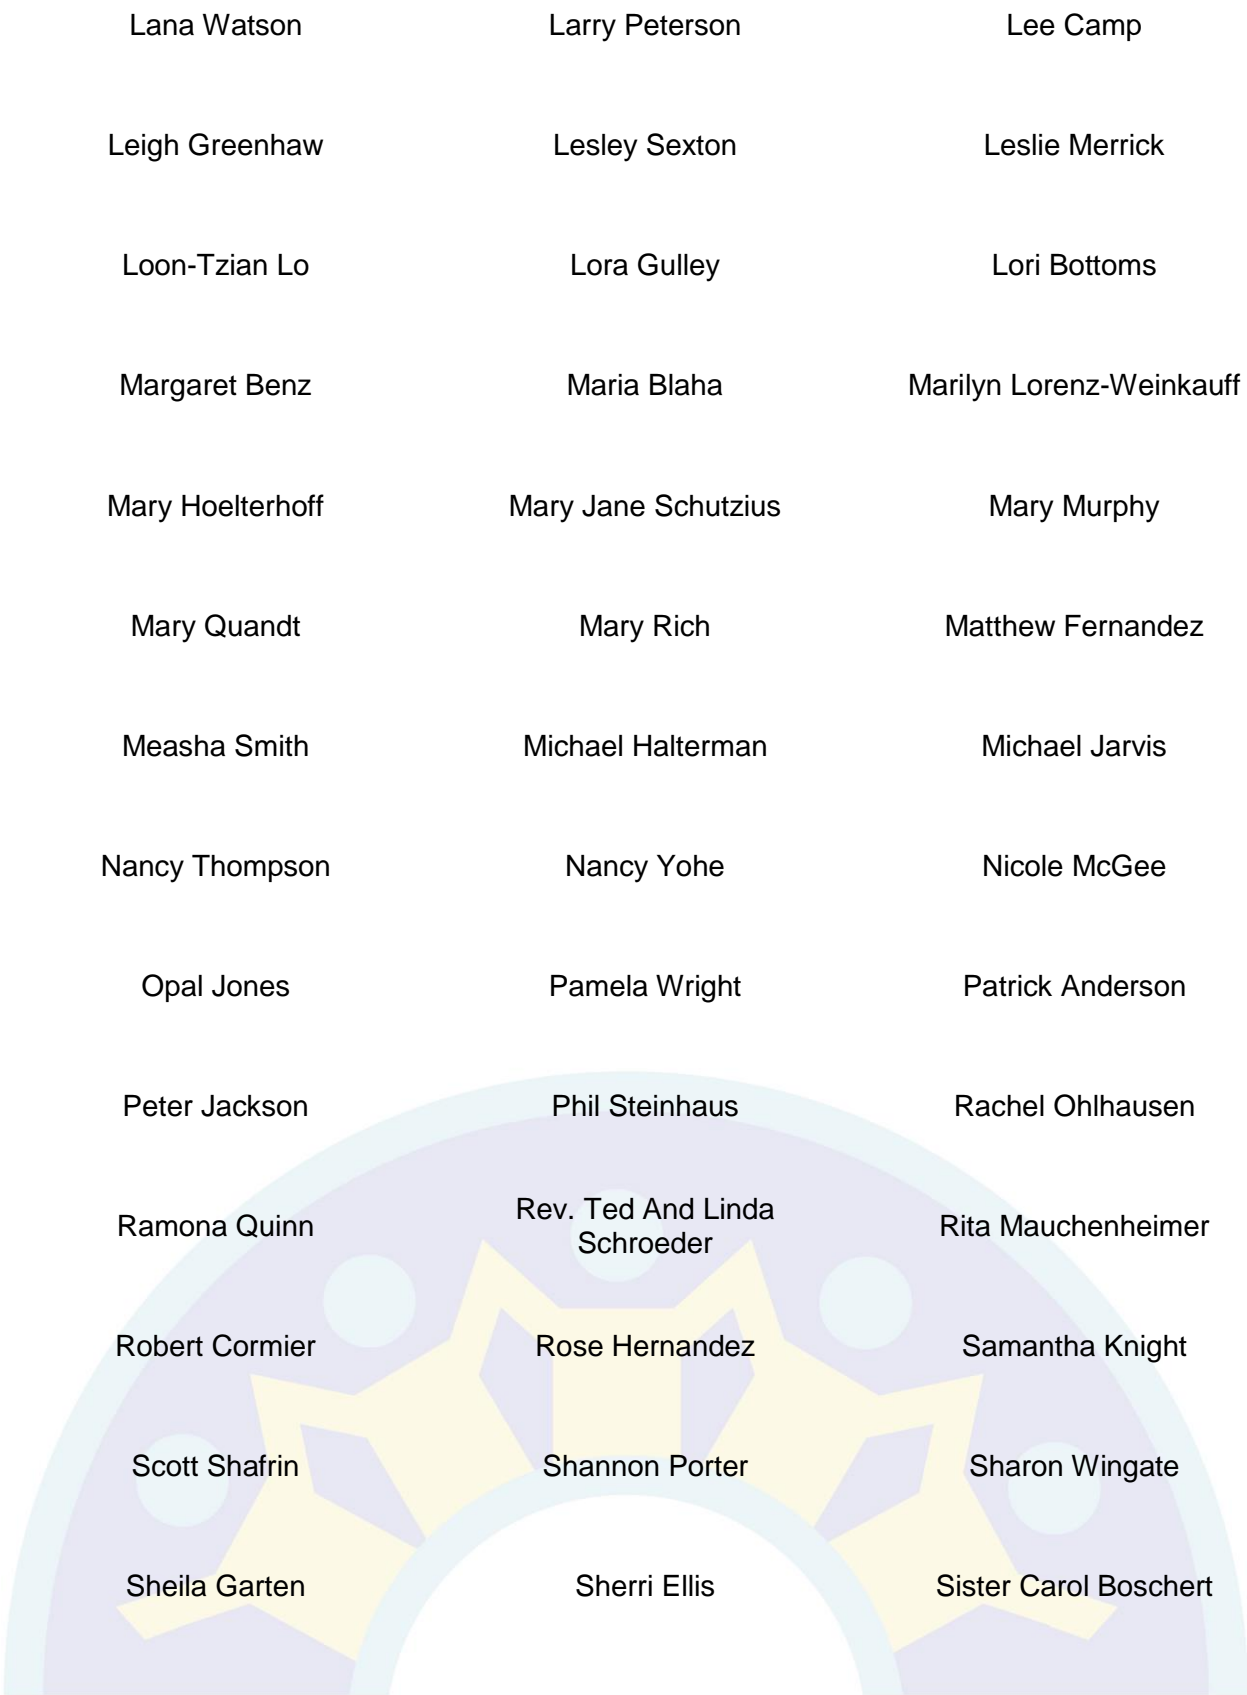 Lana Watson
Larry Peterson
Lee Camp
Leigh Greenhaw
Lesley Sexton
Leslie Merrick
Loon-Tzian Lo
Lora Gulley
Lori Bottoms
Margaret Benz
Maria Blaha
Marilyn Lorenz-Weinkauff
Mary Hoelterhoff
Mary Jane Schutzius
Mary Murphy
Mary Quandt
Mary Rich
Matthew Fernandez
Measha Smith
Michael Halterman
Michael Jarvis
Nancy Thompson
Nancy Yohe
Nicole McGee
Opal Jones
Pamela Wright
Patrick Anderson
Peter Jackson
Phil Steinhaus
Rachel Ohlhausen
Ramona Quinn
Rev. Ted And Linda
Schroeder
Rita Mauchenheimer
Robert Cormier
Rose Hernandez
Samantha Knight
Scott Shafrin
Shannon Porter
Sharon Wingate
Sheila Garten
Sherri Ellis
Sister Carol Boschert